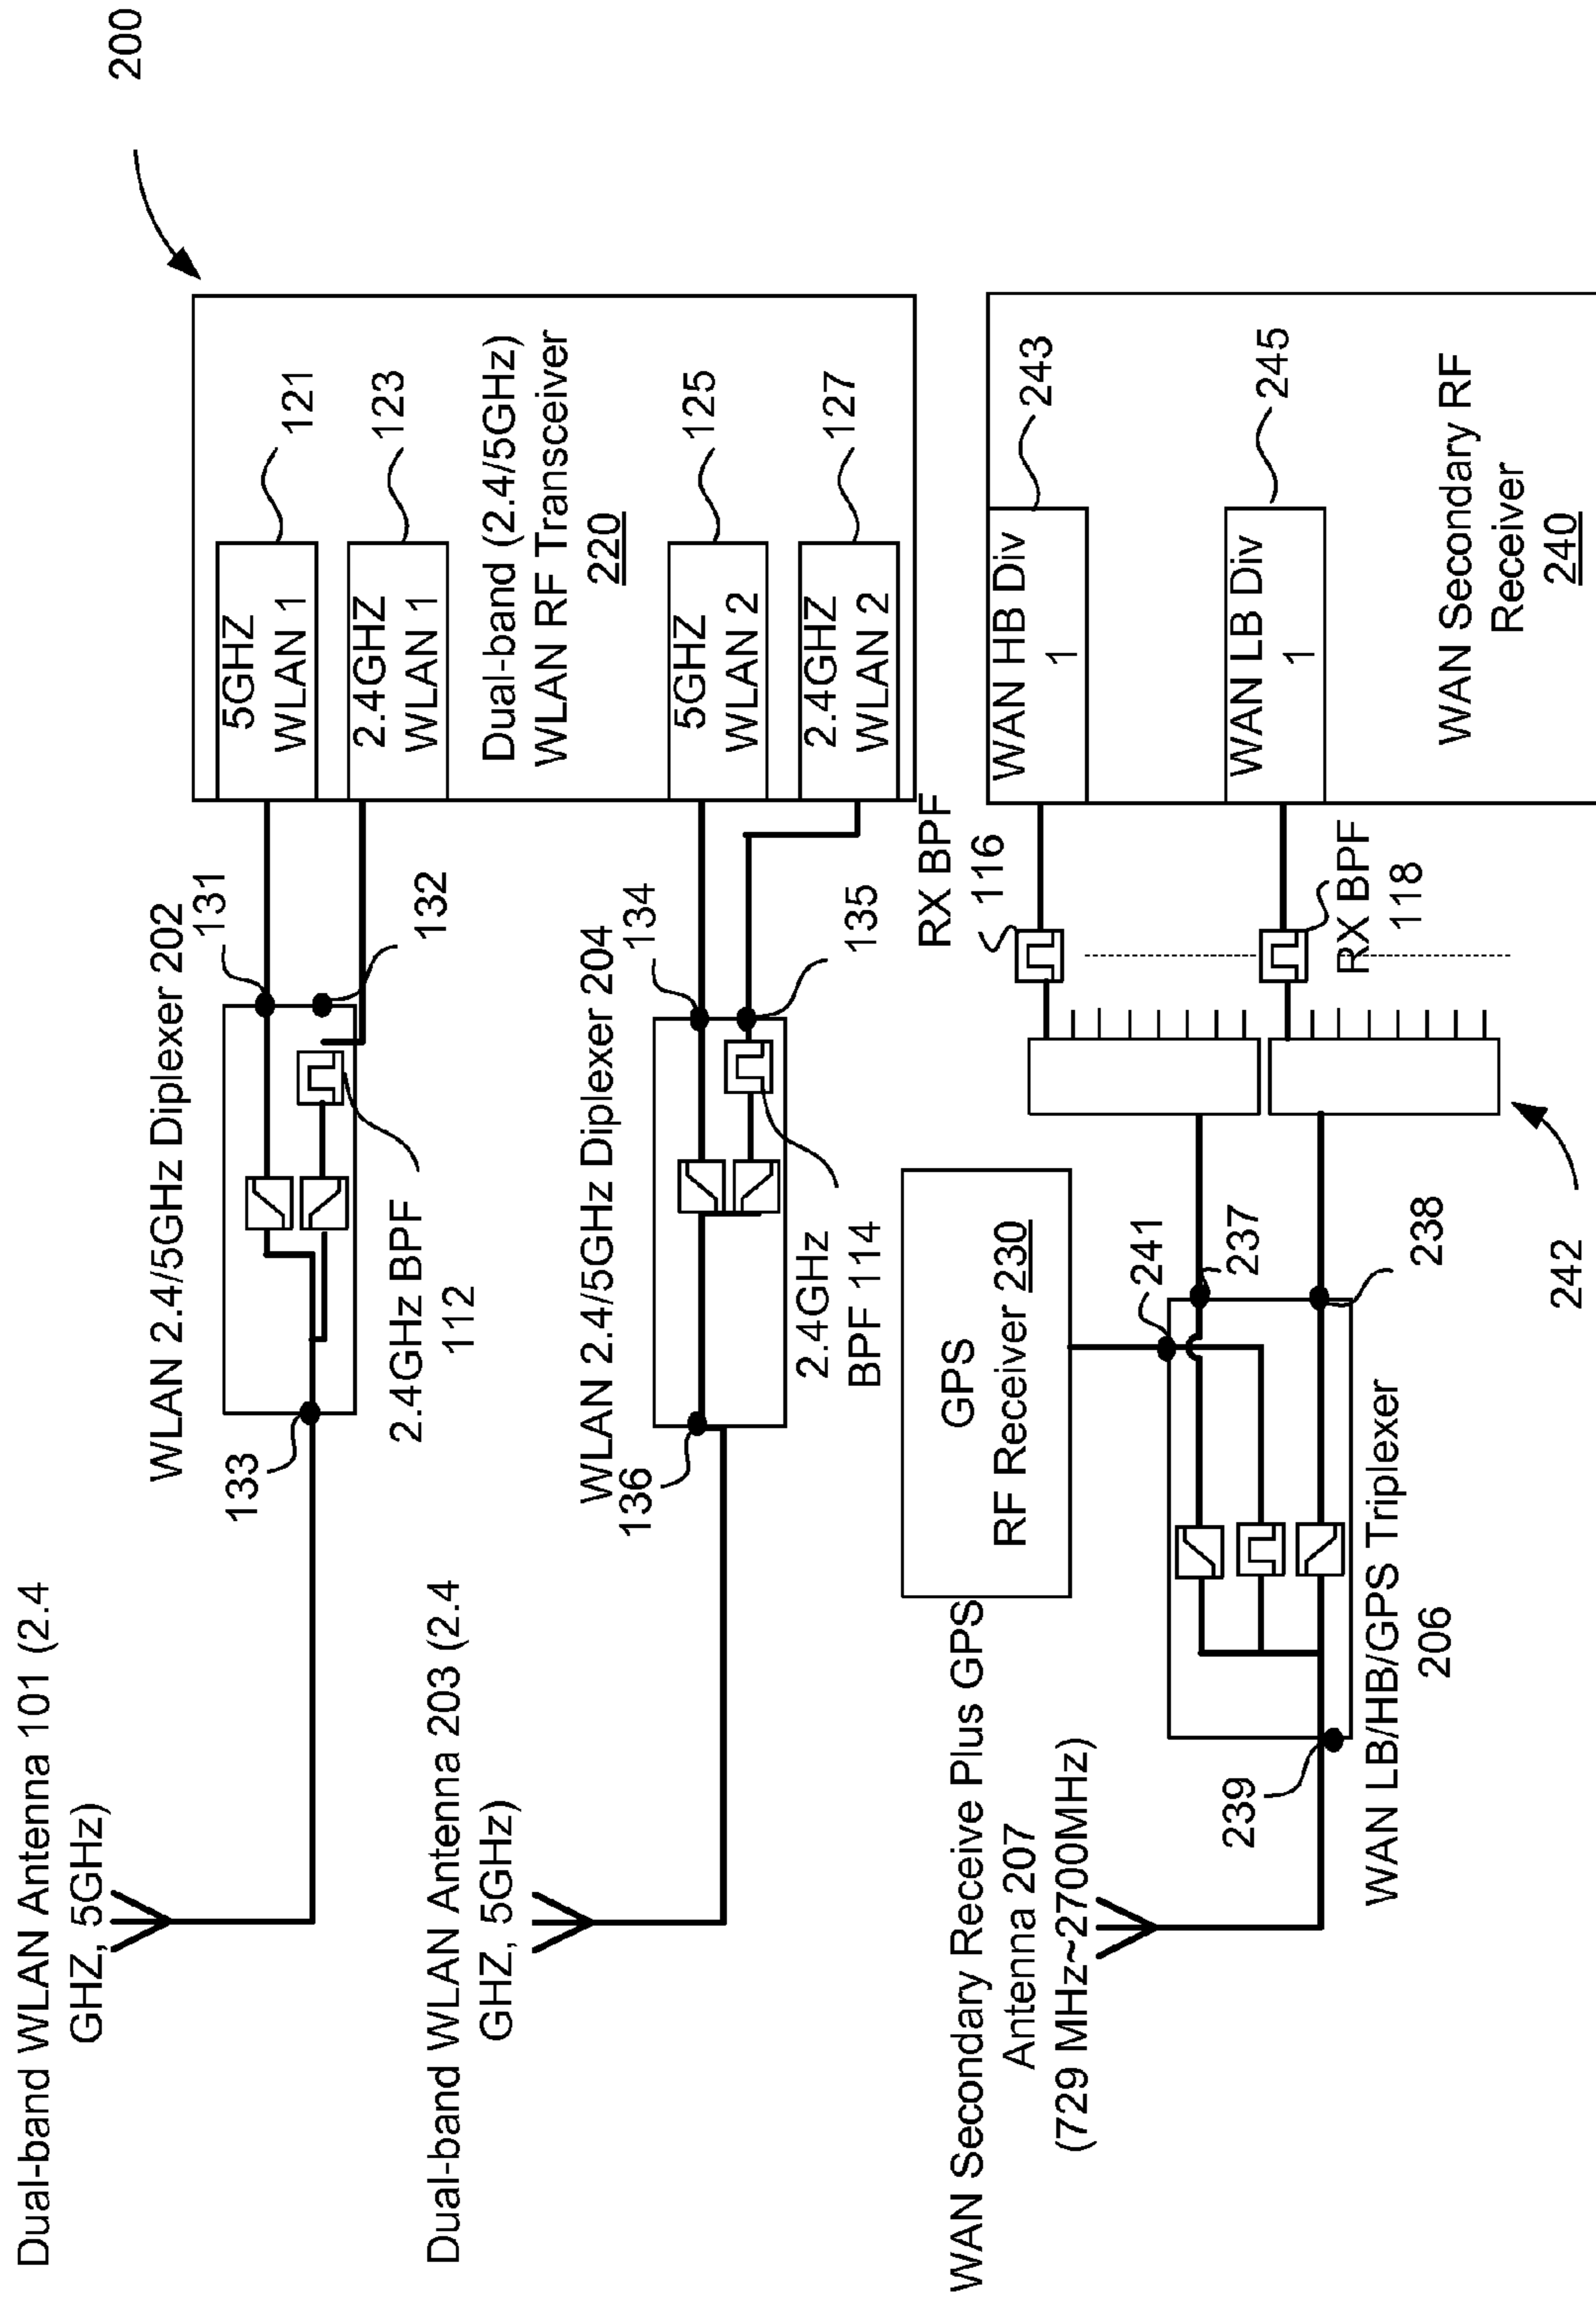 200
Dual-band WLAN Antenna 101 (2.4
GHZ, 5GHz)
WLAN 2.4/5GHz Diplexer 202
131
132
133
2.4GHz BPF
112
5GHZ
WLAN 1
121
2.4GHZ
WLAN 1
123
Dual-band (2.4/5GHz)
WLAN RF Transceiver
220
5GHZ
WLAN 2
125
2.4GHZ
WLAN 2
127
Dual-band WLAN Antenna 203 (2.4
GHZ, 5GHz)
WLAN 2.4/5GHz Diplexer 204
134
135
136
2.4GHz
BPF 114
GPS
RF Receiver 230
WAN Secondary Receive Plus GPS
Antenna 207
(729 MHz~2700MHz)
241
237
238
239
WAN LB/HB/GPS Triplexer
206
242
RX BPF
116
RX BPF
118
WAN HB Div
1
243
WAN LB Div
1
245
WAN Secondary RF
Receiver
240